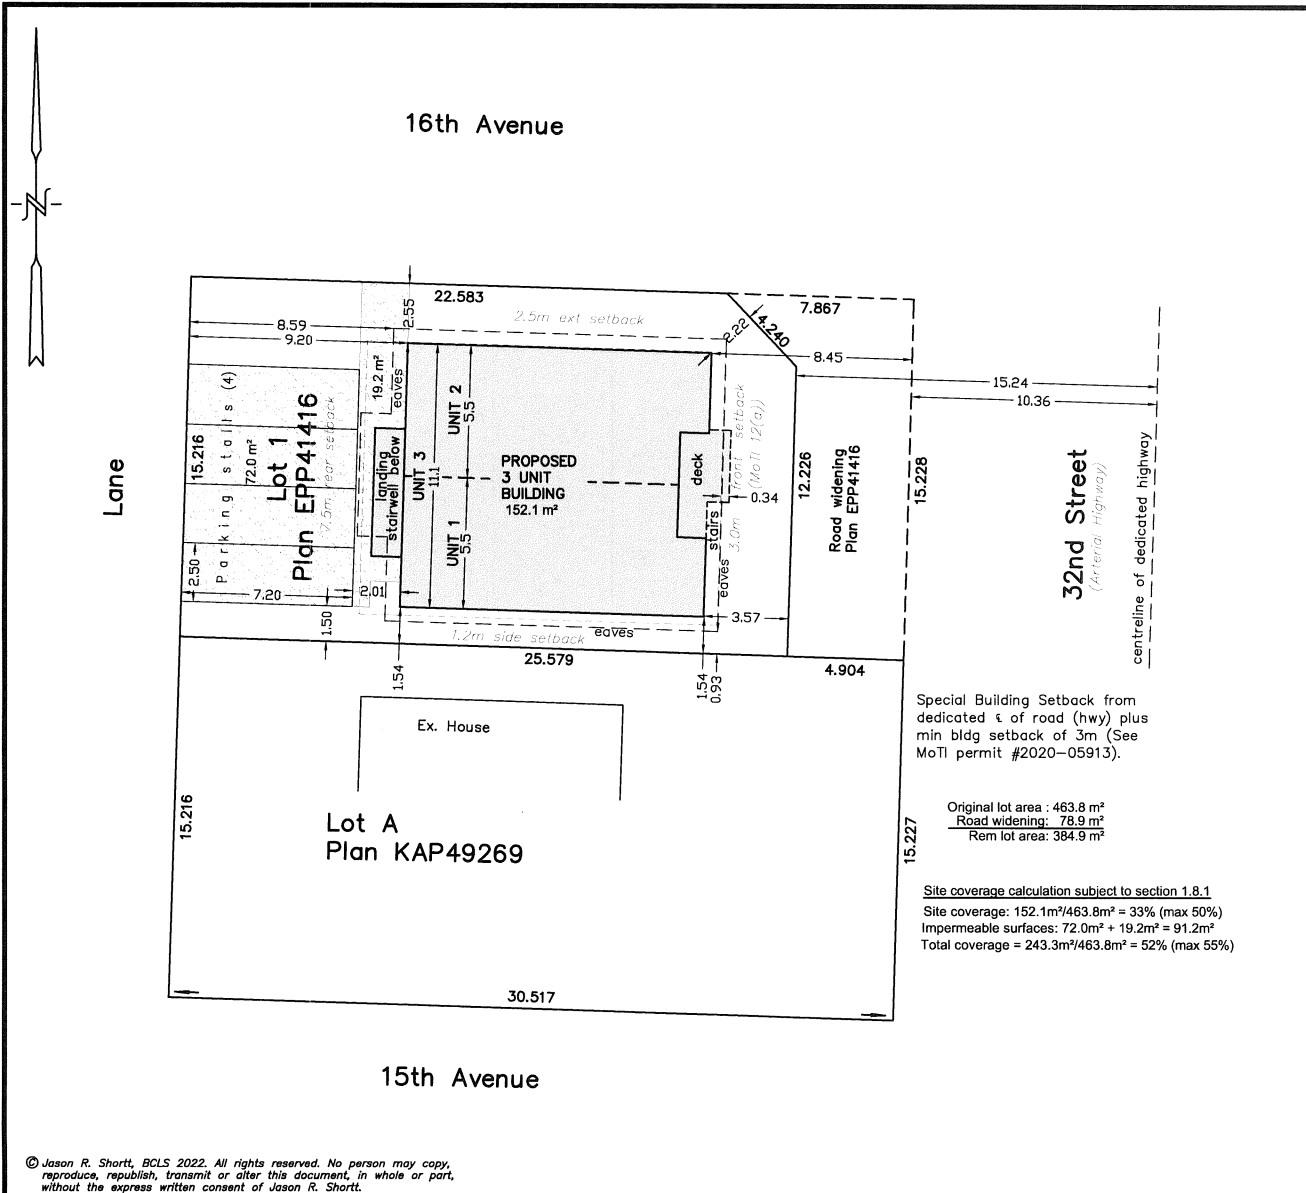 16th Avenue
N
22.583
7.867
2.55
2.5m ext setback
2.22
4.240
8.59
9.20
8.45
15.24
10.36
19.2 m²
eaves
Parking stalls (4)
15.216
72.0 m²
Lot 1
Plan EPP41416
7.5m rear setback
landing
stairwell below
UNIT 3
11.1
UNIT 2
5.5
UNIT 1
5.5
PROPOSED
3 UNIT
BUILDING
152.1 m²
deck
0.34
stairs
eaves
3.0m front setback
(MoTI 12(a))
12.226
Road widening
Plan EPP41416
15.228
32nd Street
(Arterial Highway)
centreline of dedicated highway
Lane
2.50
7.20
2.01
1.50
3.57
1.2m side setback
eaves
25.579
4.904
1.54
1.54
0.93
Ex. House
Special Building Setback from
dedicated ℄ of road (hwy) plus
min bldg setback of 3m (See
MoTI permit #2020-05913).
Original lot area : 463.8 m²
Road widening: 78.9 m²
Rem lot area: 384.9 m²
15.216
Lot A
Plan KAP49269
15.227
Site coverage calculation subject to section 1.8.1
Site coverage: 152.1m²/463.8m² = 33% (max 50%)
Impermeable surfaces: 72.0m² + 19.2m² = 91.2m²
Total coverage = 243.3m²/463.8m² = 52% (max 55%)
30.517
15th Avenue
© Jason R. Shortt, BCLS 2022. All rights reserved. No person may copy,
reproduce, republish, transmit or alter this document, in whole or part,
without the express written consent of Jason R. Shortt.